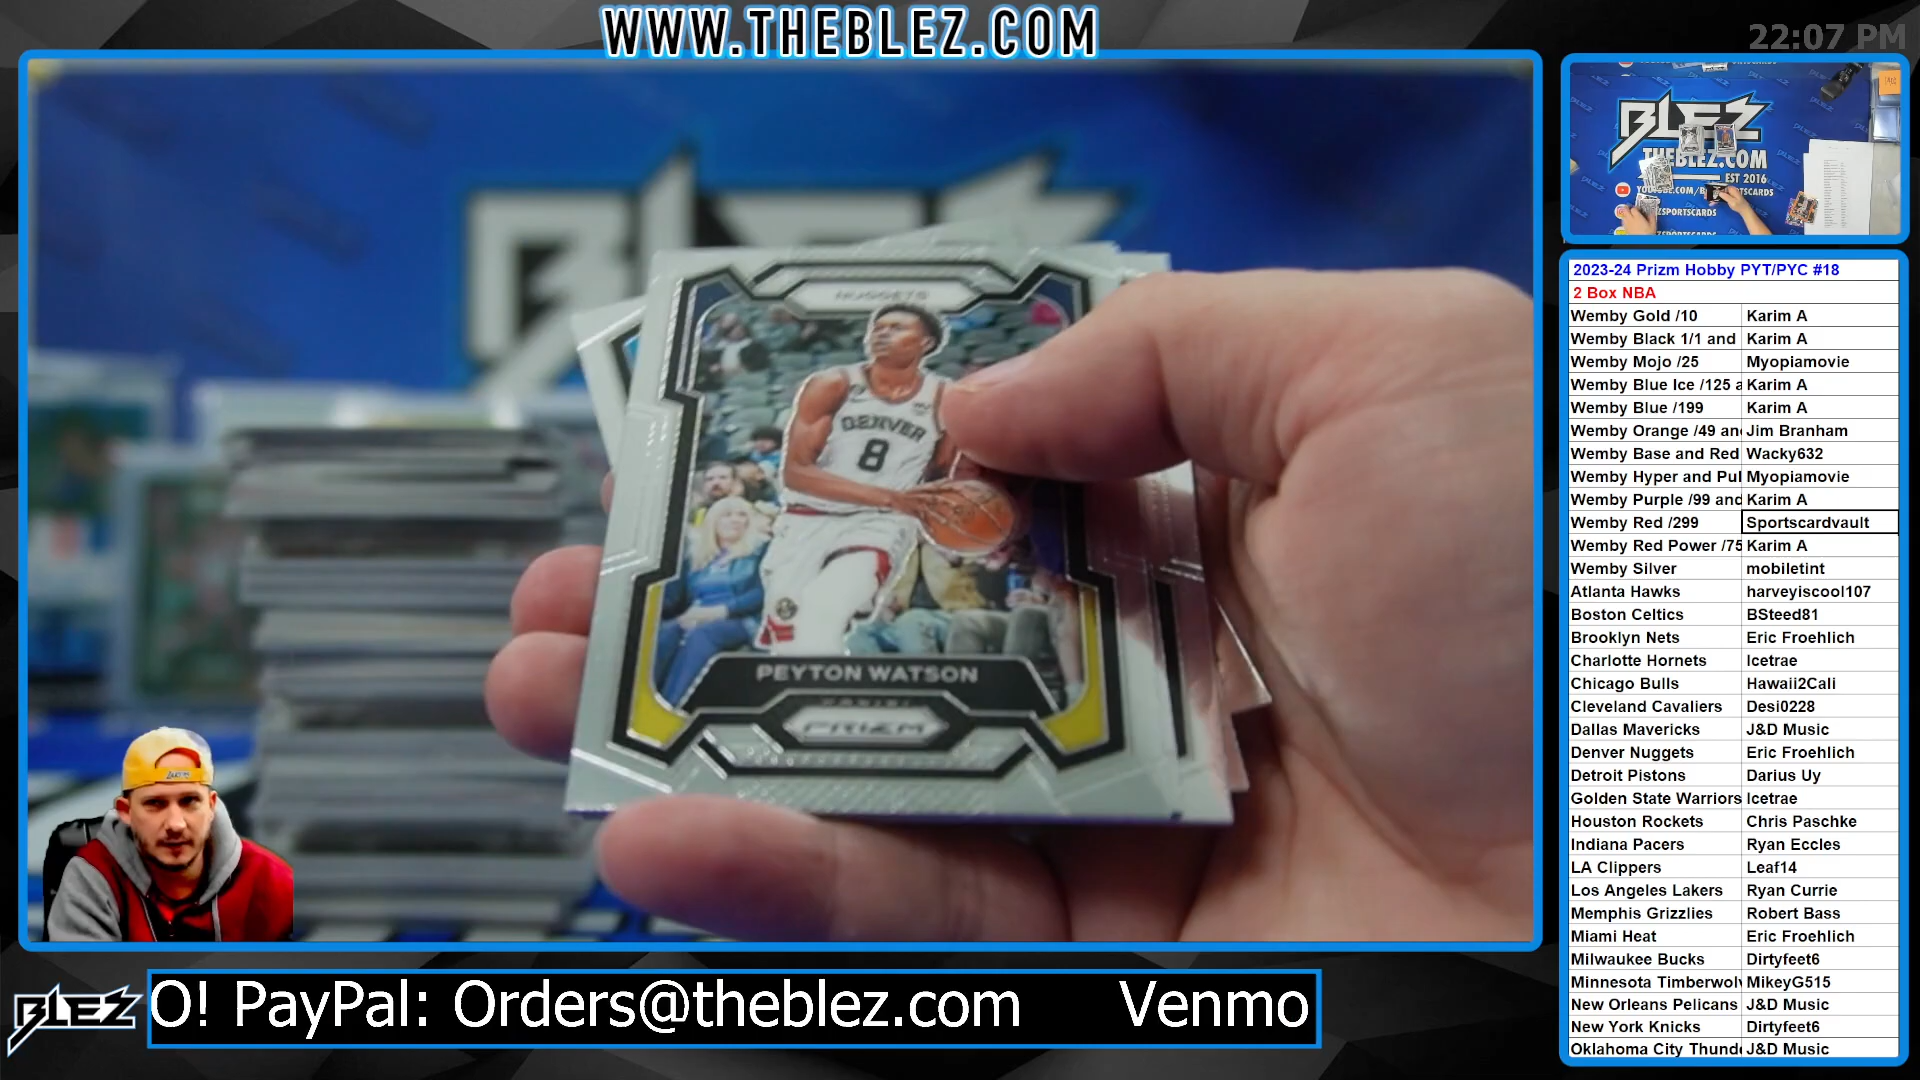 WWW.THEBLEZ.COM
22:07 PM
BLEZ
THEBLEZ.COM
EST 2016
NUGGETS
DENVER
8
PEYTON WATSON
PANINI
PRIZM
2023-24 Prizm Hobby PYT/PYC #18
2 Box NBA
Wemby Gold /10 Karim A
Wemby Black 1/1 and Karim A
Wemby Mojo /25 Myopiamovie
Wemby Blue Ice /125 a Karim A
Wemby Blue /199 Karim A
Wemby Orange /49 and Jim Branham
Wemby Base and Red Wacky632
Wemby Hyper and Pul Myopiamovie
Wemby Purple /99 and Karim A
Wemby Red /299 Sportscardvault
Wemby Red Power /75 Karim A
Wemby Silver mobiletint
Atlanta Hawks harveyiscool107
Boston Celtics BSteed81
Brooklyn Nets Eric Froehlich
Charlotte Hornets Icetrae
Chicago Bulls Hawaii2Cali
Cleveland Cavaliers Desi0228
Dallas Mavericks J&D Music
Denver Nuggets Eric Froehlich
Detroit Pistons Darius Uy
Golden State Warriors Icetrae
Houston Rockets Chris Paschke
Indiana Pacers Ryan Eccles
LA Clippers Leaf14
Los Angeles Lakers Ryan Currie
Memphis Grizzlies Robert Bass
Miami Heat Eric Froehlich
Milwaukee Bucks Dirtyfeet6
Minnesota Timberwolv MikeyG515
New Orleans Pelicans J&D Music
New York Knicks Dirtyfeet6
Oklahoma City Thunde J&D Music
BLEZ
O! PayPal: Orders@theblez.com Venmo